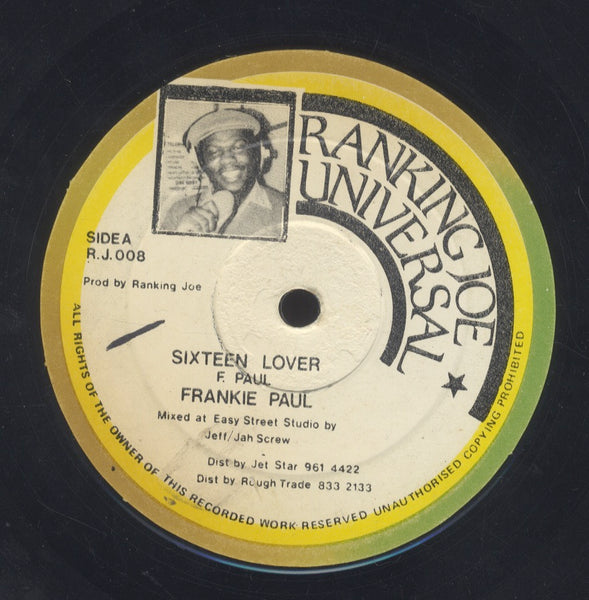 RANKING JOE
UNIVERSAL
SIDE A
R.J.008
Prod by Ranking Joe
SIXTEEN LOVER
F. PAUL
FRANKIE PAUL
Mixed at Easy Street Studio by
Jeff/Jah Screw
Dist by Jet Star 961 4422
Dist by Rough Trade 833 2133
ALL RIGHTS OF THE OWNER OF THIS RECORDED WORK RESERVED UNAUTHORISED COPYING PROHIBITED